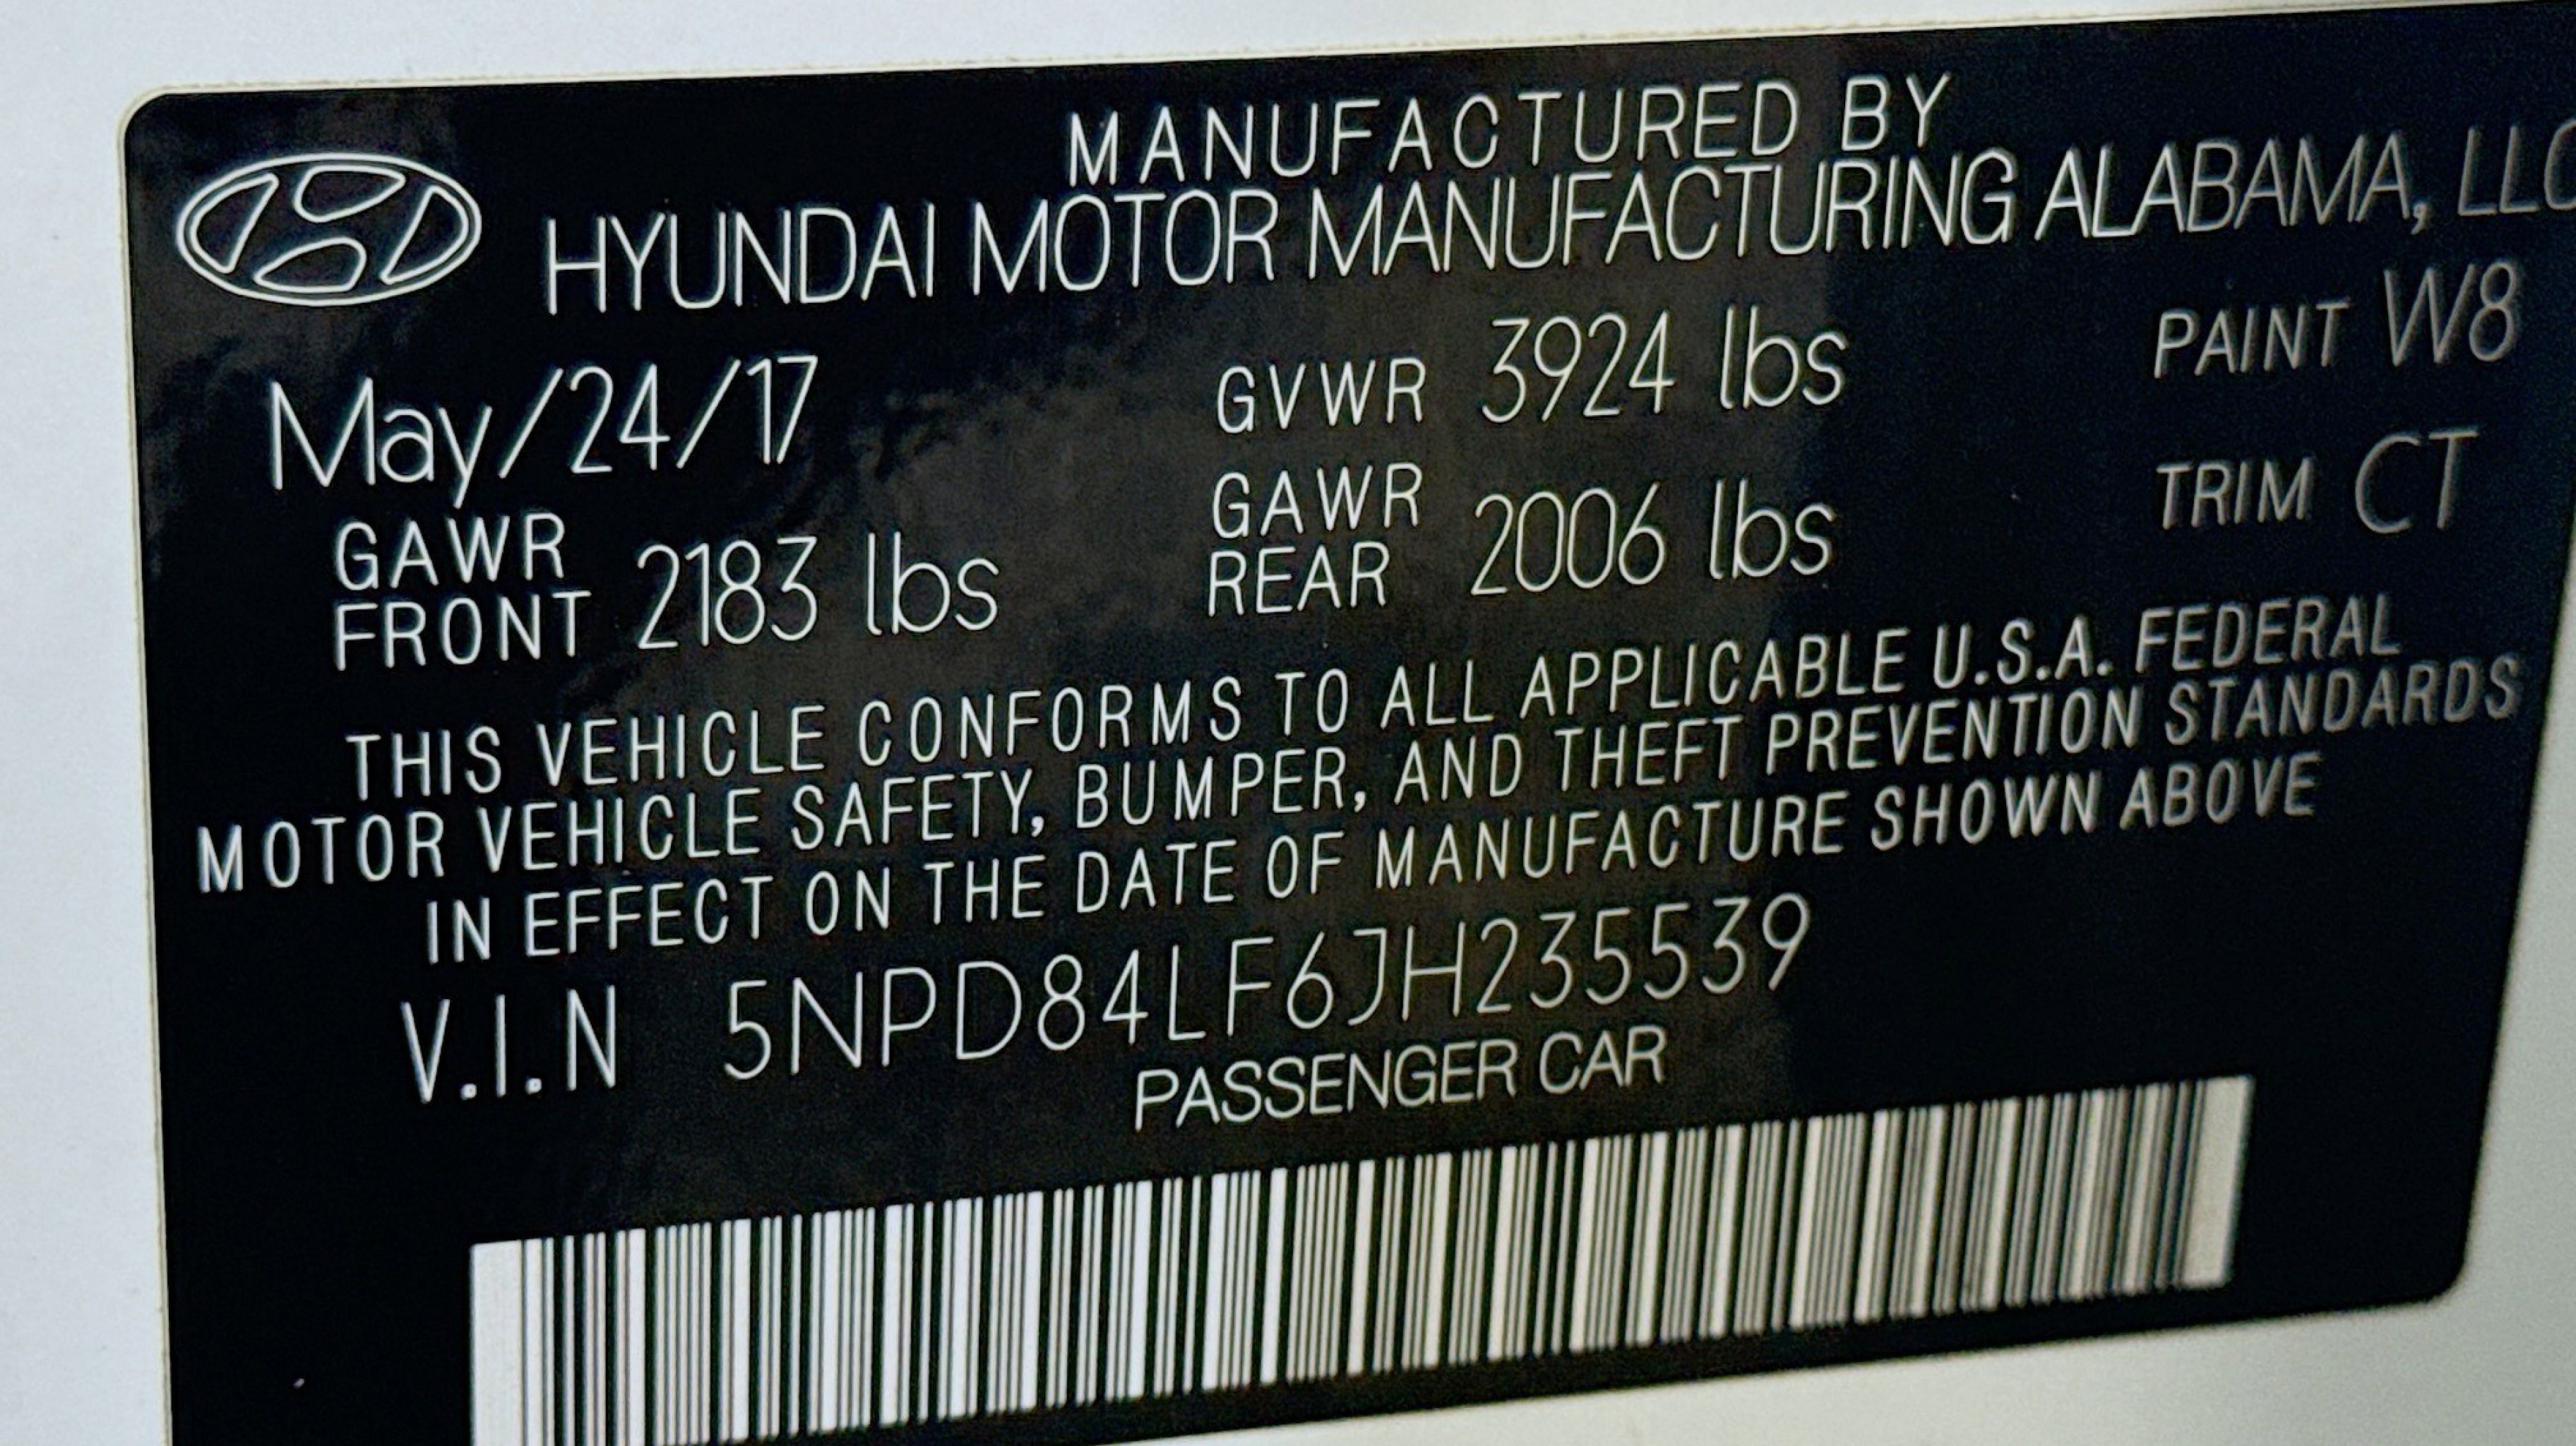 MANUFACTURED BY
HYUNDAI MOTOR MANUFACTURING ALABAMA, LLC
May/24/17 GVWR 3924 lbs PAINT W8
GAWR FRONT 2183 lbs GAWR REAR 2006 lbs TRIM CT
THIS VEHICLE CONFORMS TO ALL APPLICABLE U.S.A. FEDERAL
MOTOR VEHICLE SAFETY, BUMPER, AND THEFT PREVENTION STANDARDS
IN EFFECT ON THE DATE OF MANUFACTURE SHOWN ABOVE
V.I.N 5NPD84LF6JH235539
PASSENGER CAR